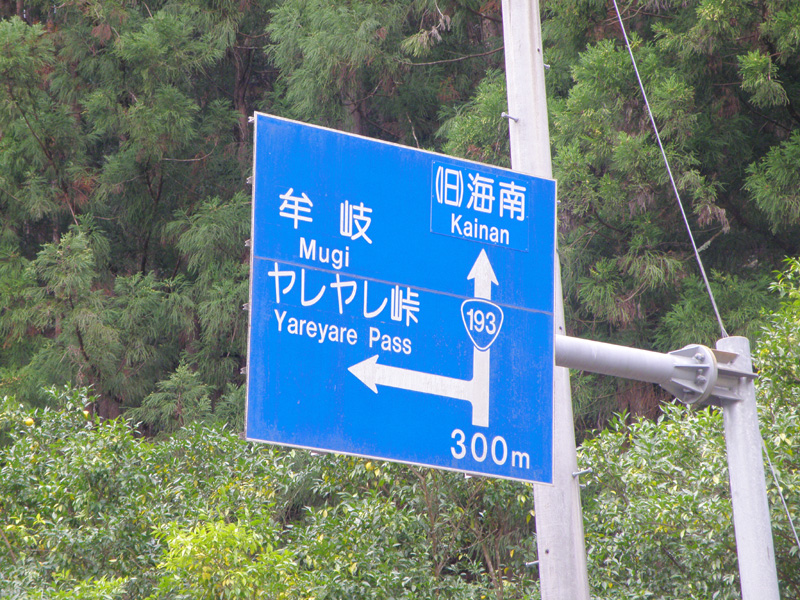 牟岐
Mugi
ヤレヤレ峠
Yareyare Pass
(旧)海南
Kainan
193
300m